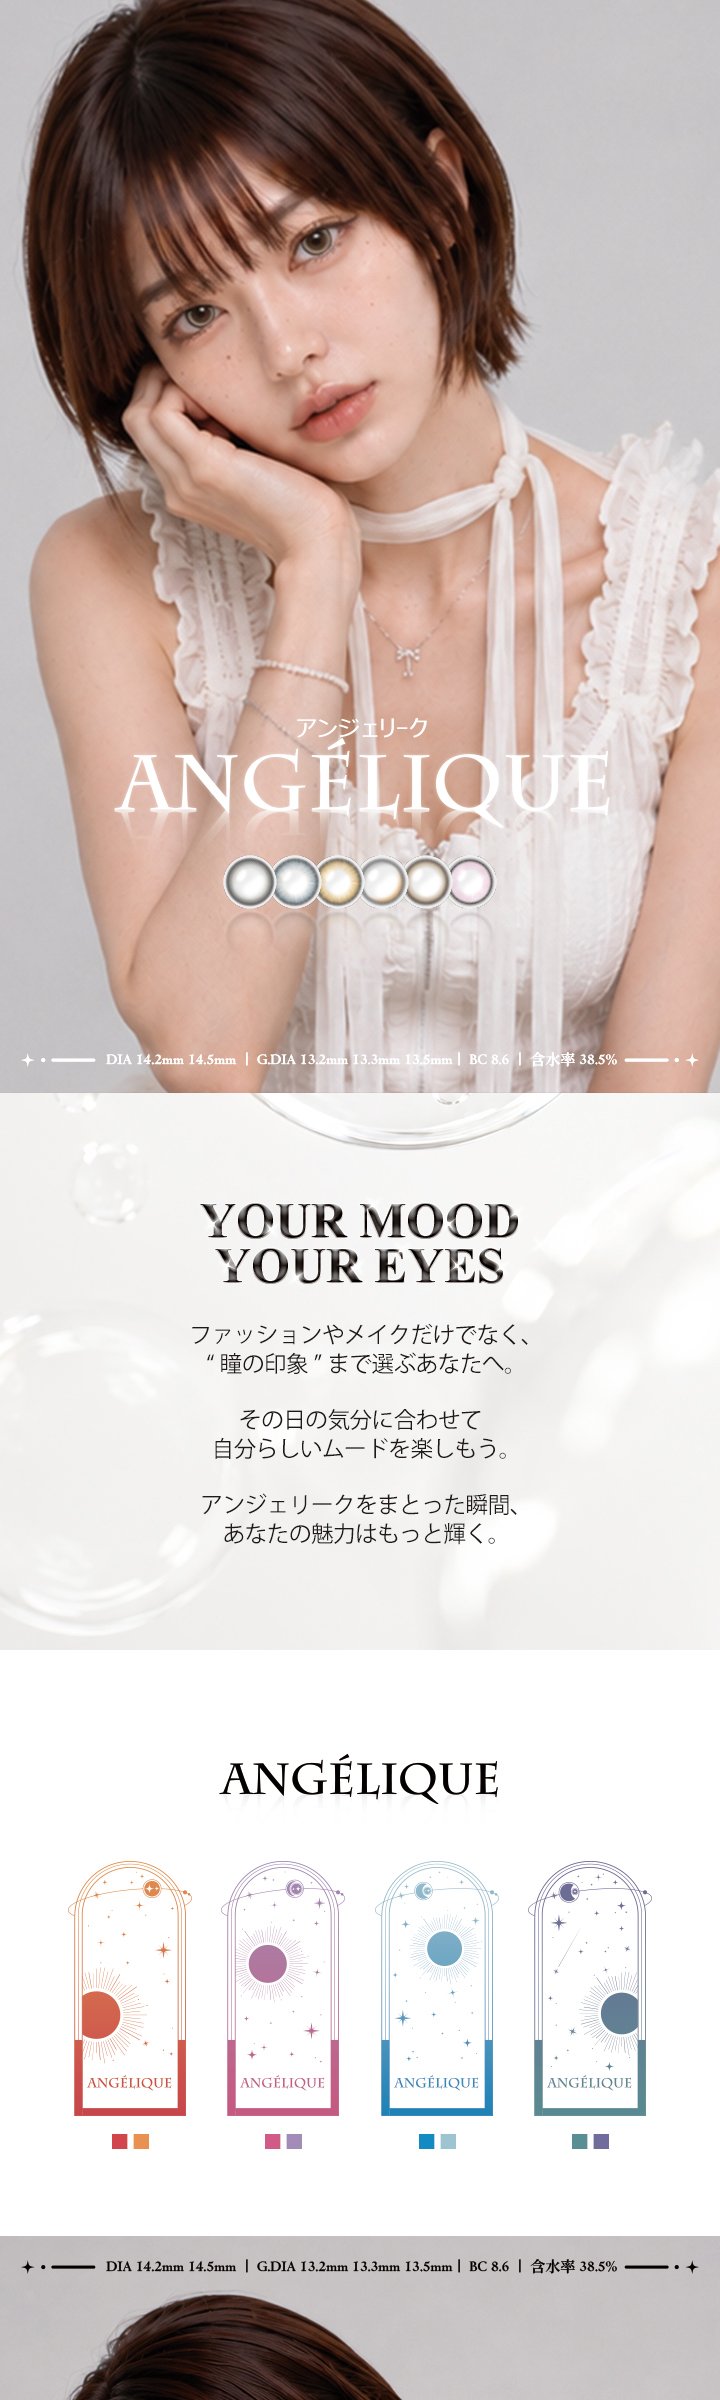 アンジェリーク
ANGÉLIQUE
DIA 14.2mm 14.5mm | G.DIA 13.2mm 13.3mm 13.5mm | BC 8.6 | 含水率 38.5%
YOUR MOOD
YOUR EYES
ファッションやメイクだけでなく、
“ 瞳の印象 ” まで選ぶあなたへ。
その日の気分に合わせて
自分らしいムードを楽しもう。
アンジェリークをまとった瞬間、
あなたの魅力はもっと輝く。
ANGÉLIQUE
ANGÉLIQUE
ANGÉLIQUE
ANGÉLIQUE
ANGÉLIQUE
DIA 14.2mm 14.5mm | G.DIA 13.2mm 13.3mm 13.5mm | BC 8.6 | 含水率 38.5%